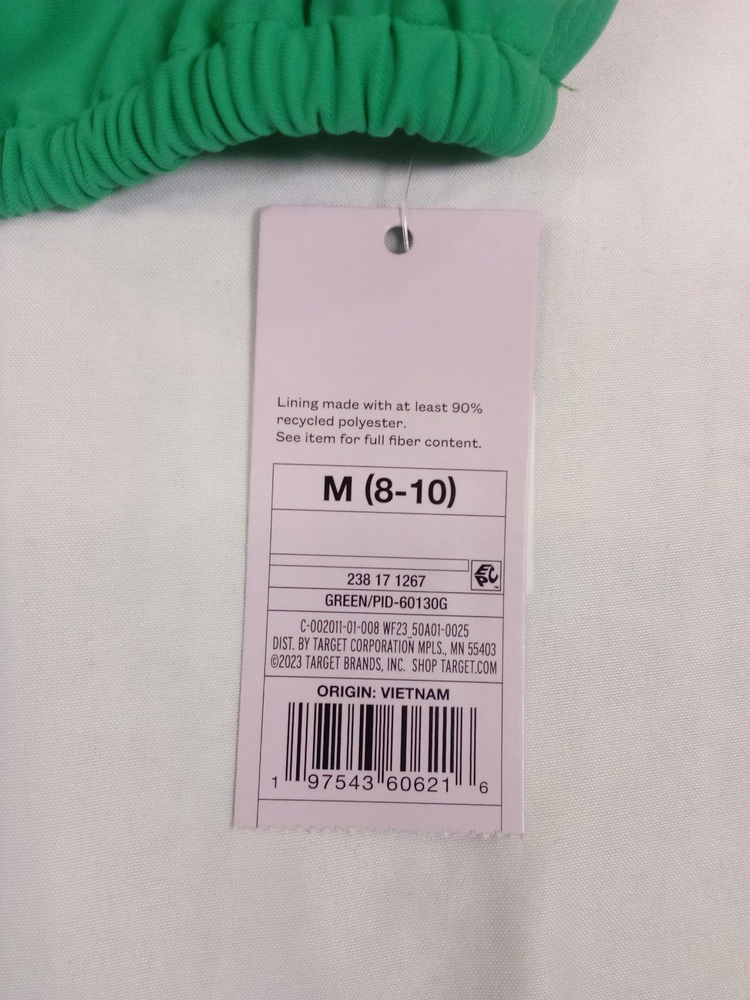 Lining made with at least 90%
recycled polyester.
See item for full fiber content.
M (8-10)
238 17 1267
EPC
GREEN/PID-60130G
C-002011-01-008 WF23_50A01-0025
DIST. BY TARGET CORPORATION MPLS., MN 55403
©2023 TARGET BRANDS, INC. SHOP TARGET.COM
ORIGIN: VIETNAM
1 97543 60621 6